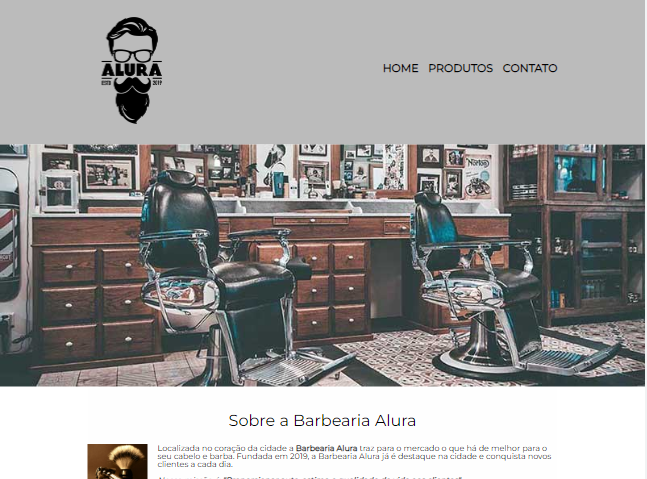 ALURA
ESTD 2019
HOME PRODUTOS CONTATO
Norton
Sobre a Barbearia Alura
Localizada no coração da cidade a Barbearia Alura traz para o mercado o que há de melhor para o
seu cabelo e barba. Fundada em 2019, a Barbearia Alura já é destaque na cidade e conquista novos
clientes a cada dia.